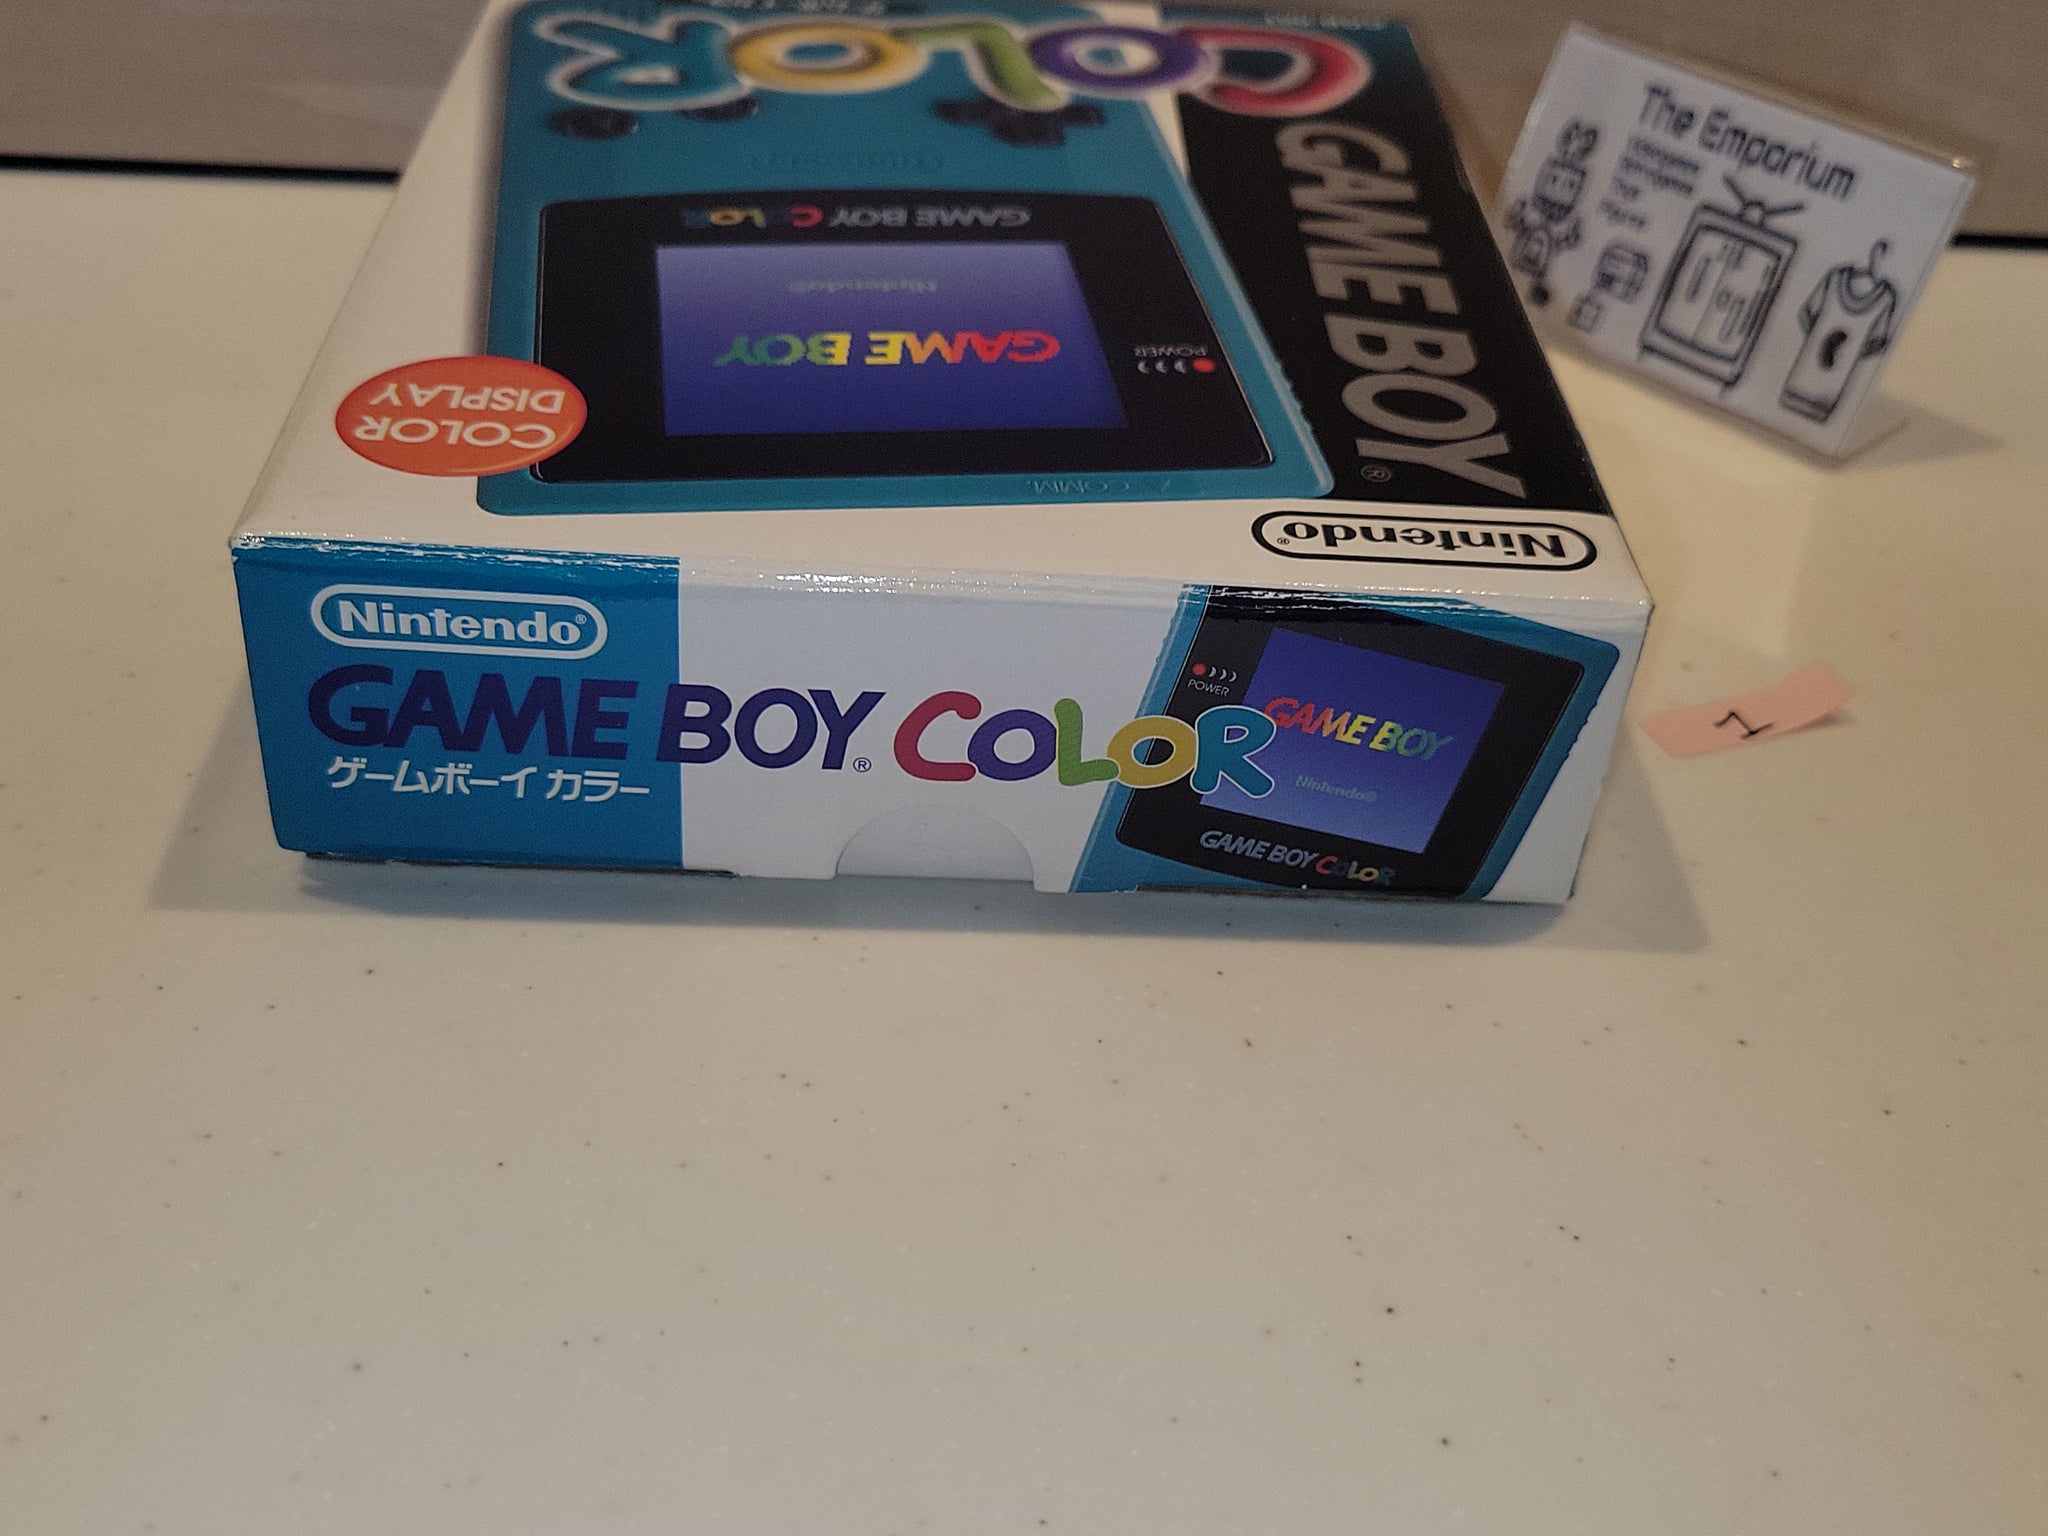 COLOR
GAME BOY®
Nintendo®
GAME BOY COLOR
Nintendo®
GAME BOY
POWER
COLOR
DISPLAY
Nintendo®
GAME BOY® COLOR
ゲームボーイ カラー
POWER
GAME BOY
Nintendo®
GAME BOY COLOR
The Emporium
1